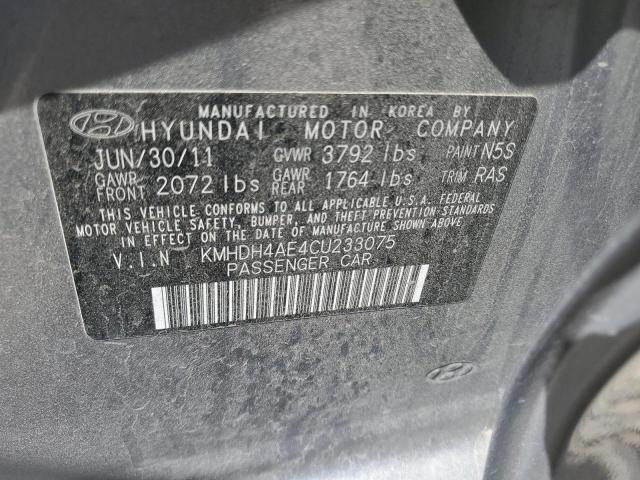 MANUFACTURED IN KOREA BY
HYUNDAI MOTOR COMPANY
JUN/30/11 GVWR 3792 lbs PAINT N5S
GAWR FRONT 2072 lbs GAWR REAR 1764 lbs TRIM RAS
THIS VEHICLE CONFORMS TO ALL APPLICABLE U.S.A. FEDERAL
MOTOR VEHICLE SAFETY, BUMPER, AND THEFT PREVENTION STANDARDS
IN EFFECT ON THE DATE OF MANUFACTURE SHOWN ABOVE
V.I.N KMHDH4AE4CU233075
PASSENGER CAR